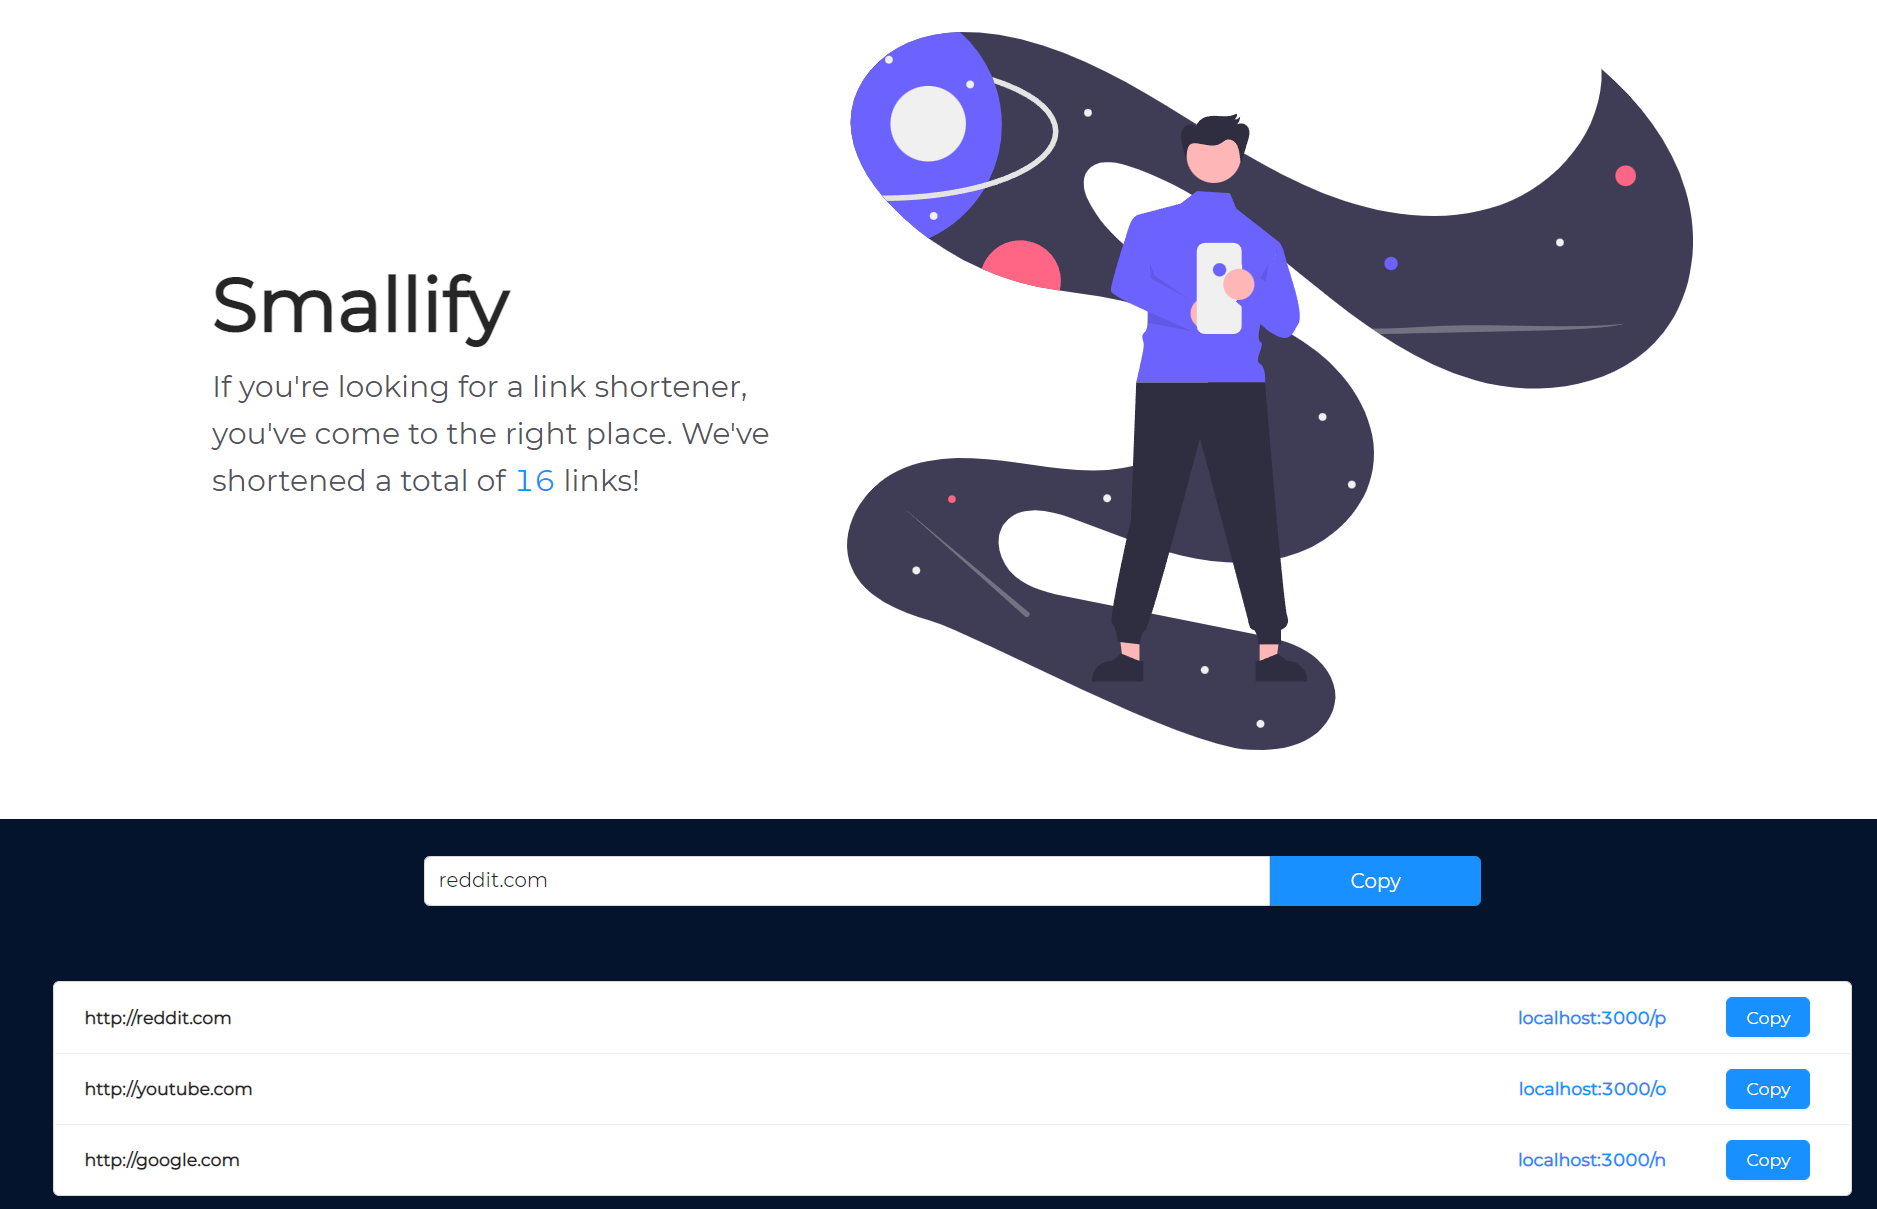 Smallify
If you're looking for a link shortener,
you've come to the right place. We've
shortened a total of 16 links!
reddit.com
Copy
http://reddit.com localhost:3000/p Copy
http://youtube.com localhost:3000/o Copy
http://google.com localhost:3000/n Copy